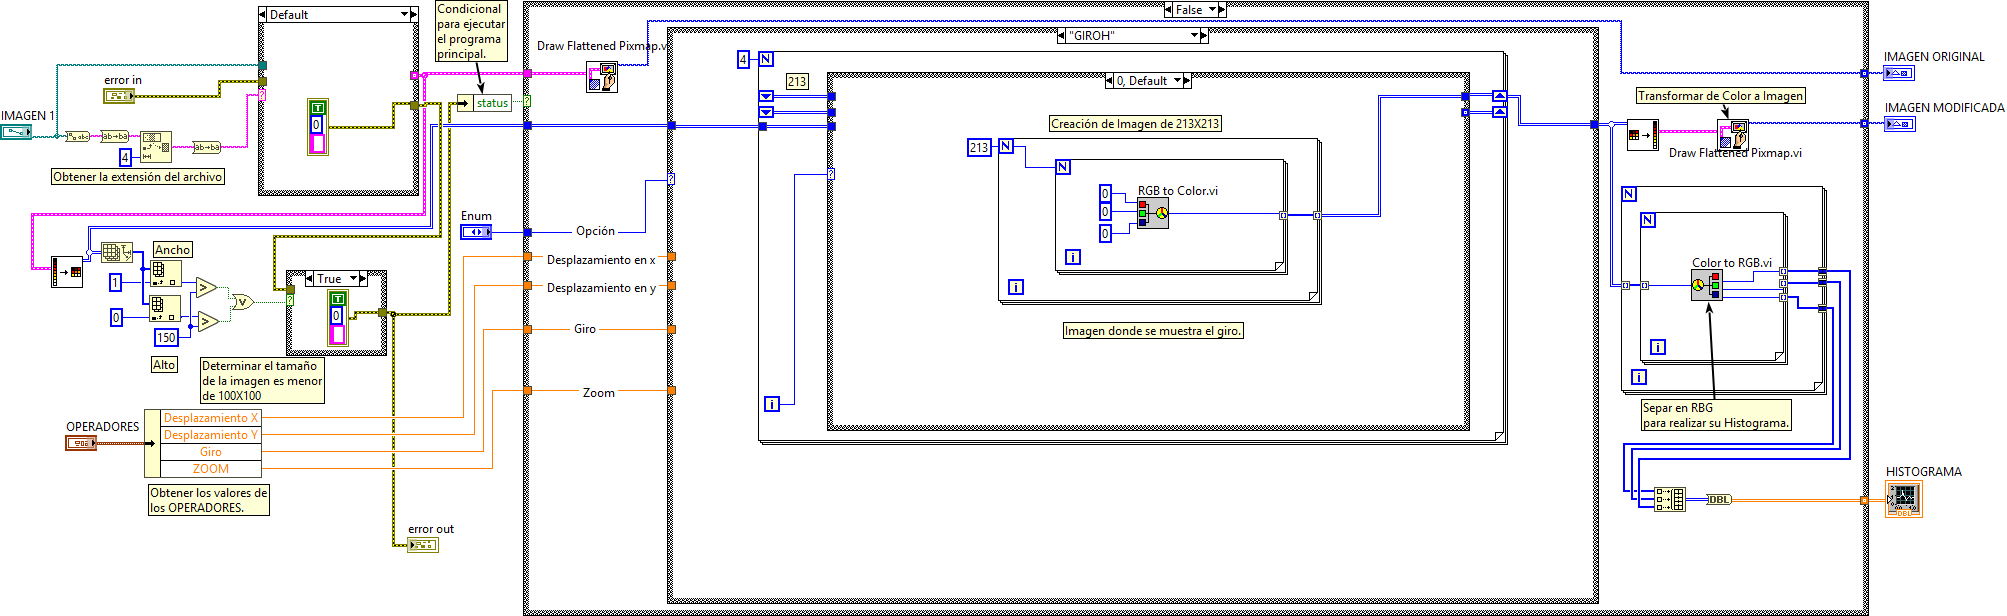 Default
error in
IMAGEN 1
4
Obtener la extensión del archivo
T
0
Condicional
para ejecutar
el programa
principal.
status
Ancho
1
0
150
Alto
True
T
0
Determinar el tamaño
de la imagen es menor
de 100X100
OPERADORES
Desplazamiento X
Desplazamiento Y
Giro
ZOOM
Obtener los valores de
los OPERADORES.
error out
Enum
False
Draw Flattened Pixmap.v
Opción
Desplazamiento en x
Desplazamiento en y
Giro
Zoom
"GIROH"
4
N
213
i
0, Default
Creación de Imagen de 213X213
213
N
N
0
0
0
RGB to Color.vi
i
i
Imagen donde se muestra el giro.
Transformar de Color a Imagen
Draw Flattened Pixmap.vi
N
N
Color to RGB.vi
i
i
Separ en RBG
para realizar su Histograma.
DBL
IMAGEN ORIGINAL
IMAGEN MODIFICADA
HISTOGRAMA
DBL